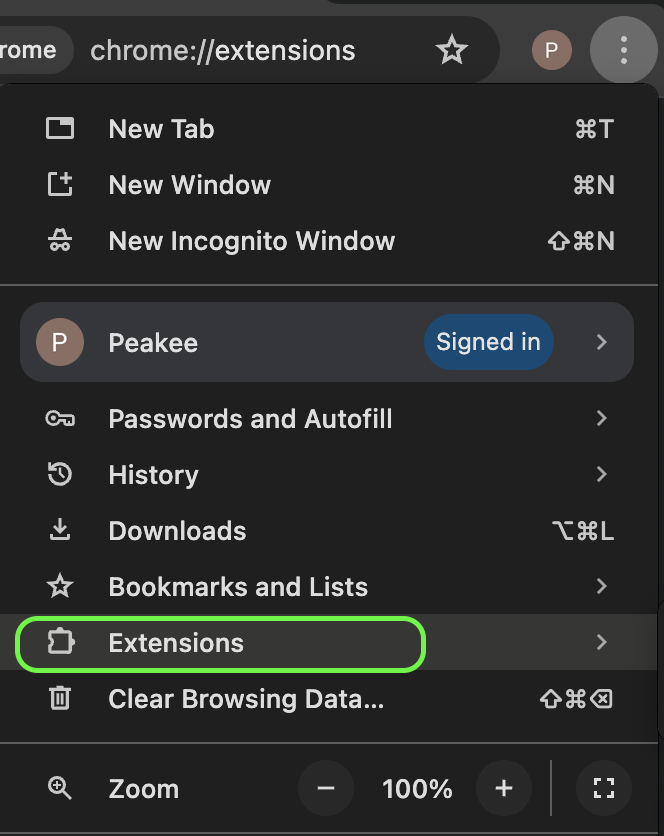 rome chrome://extensions P
New Tab ⌘T
New Window ⌘N
New Incognito Window ⇧⌘N
P Peakee Signed in
Passwords and Autofill
History
Downloads ⌥⌘L
Bookmarks and Lists
Extensions
Clear Browsing Data... ⇧⌘⌫
Zoom − 100% +